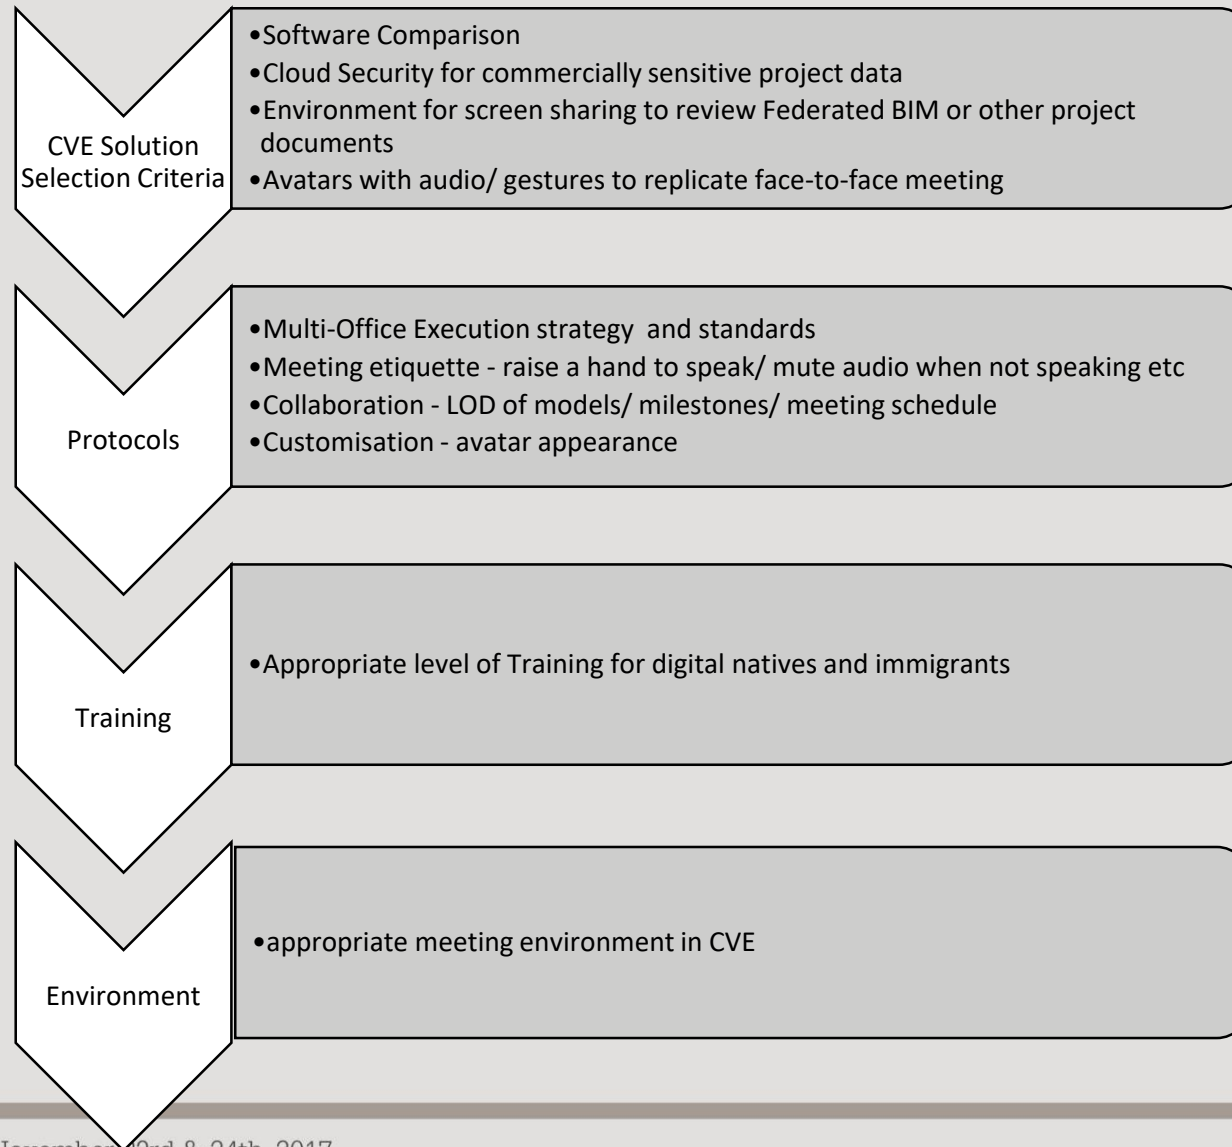 CVE Solution
Selection Criteria
•Software Comparison
•Cloud Security for commercially sensitive project data
•Environment for screen sharing to review Federated BIM or other project
documents
•Avatars with audio/ gestures to replicate face-to-face meeting
Protocols
•Multi-Office Execution strategy  and standards
•Meeting etiquette - raise a hand to speak/ mute audio when not speaking etc
•Collaboration - LOD of models/ milestones/ meeting schedule
•Customisation - avatar appearance
Training
•Appropriate level of Training for digital natives and immigrants
Environment
•appropriate meeting environment in CVE
& 24th, 2017